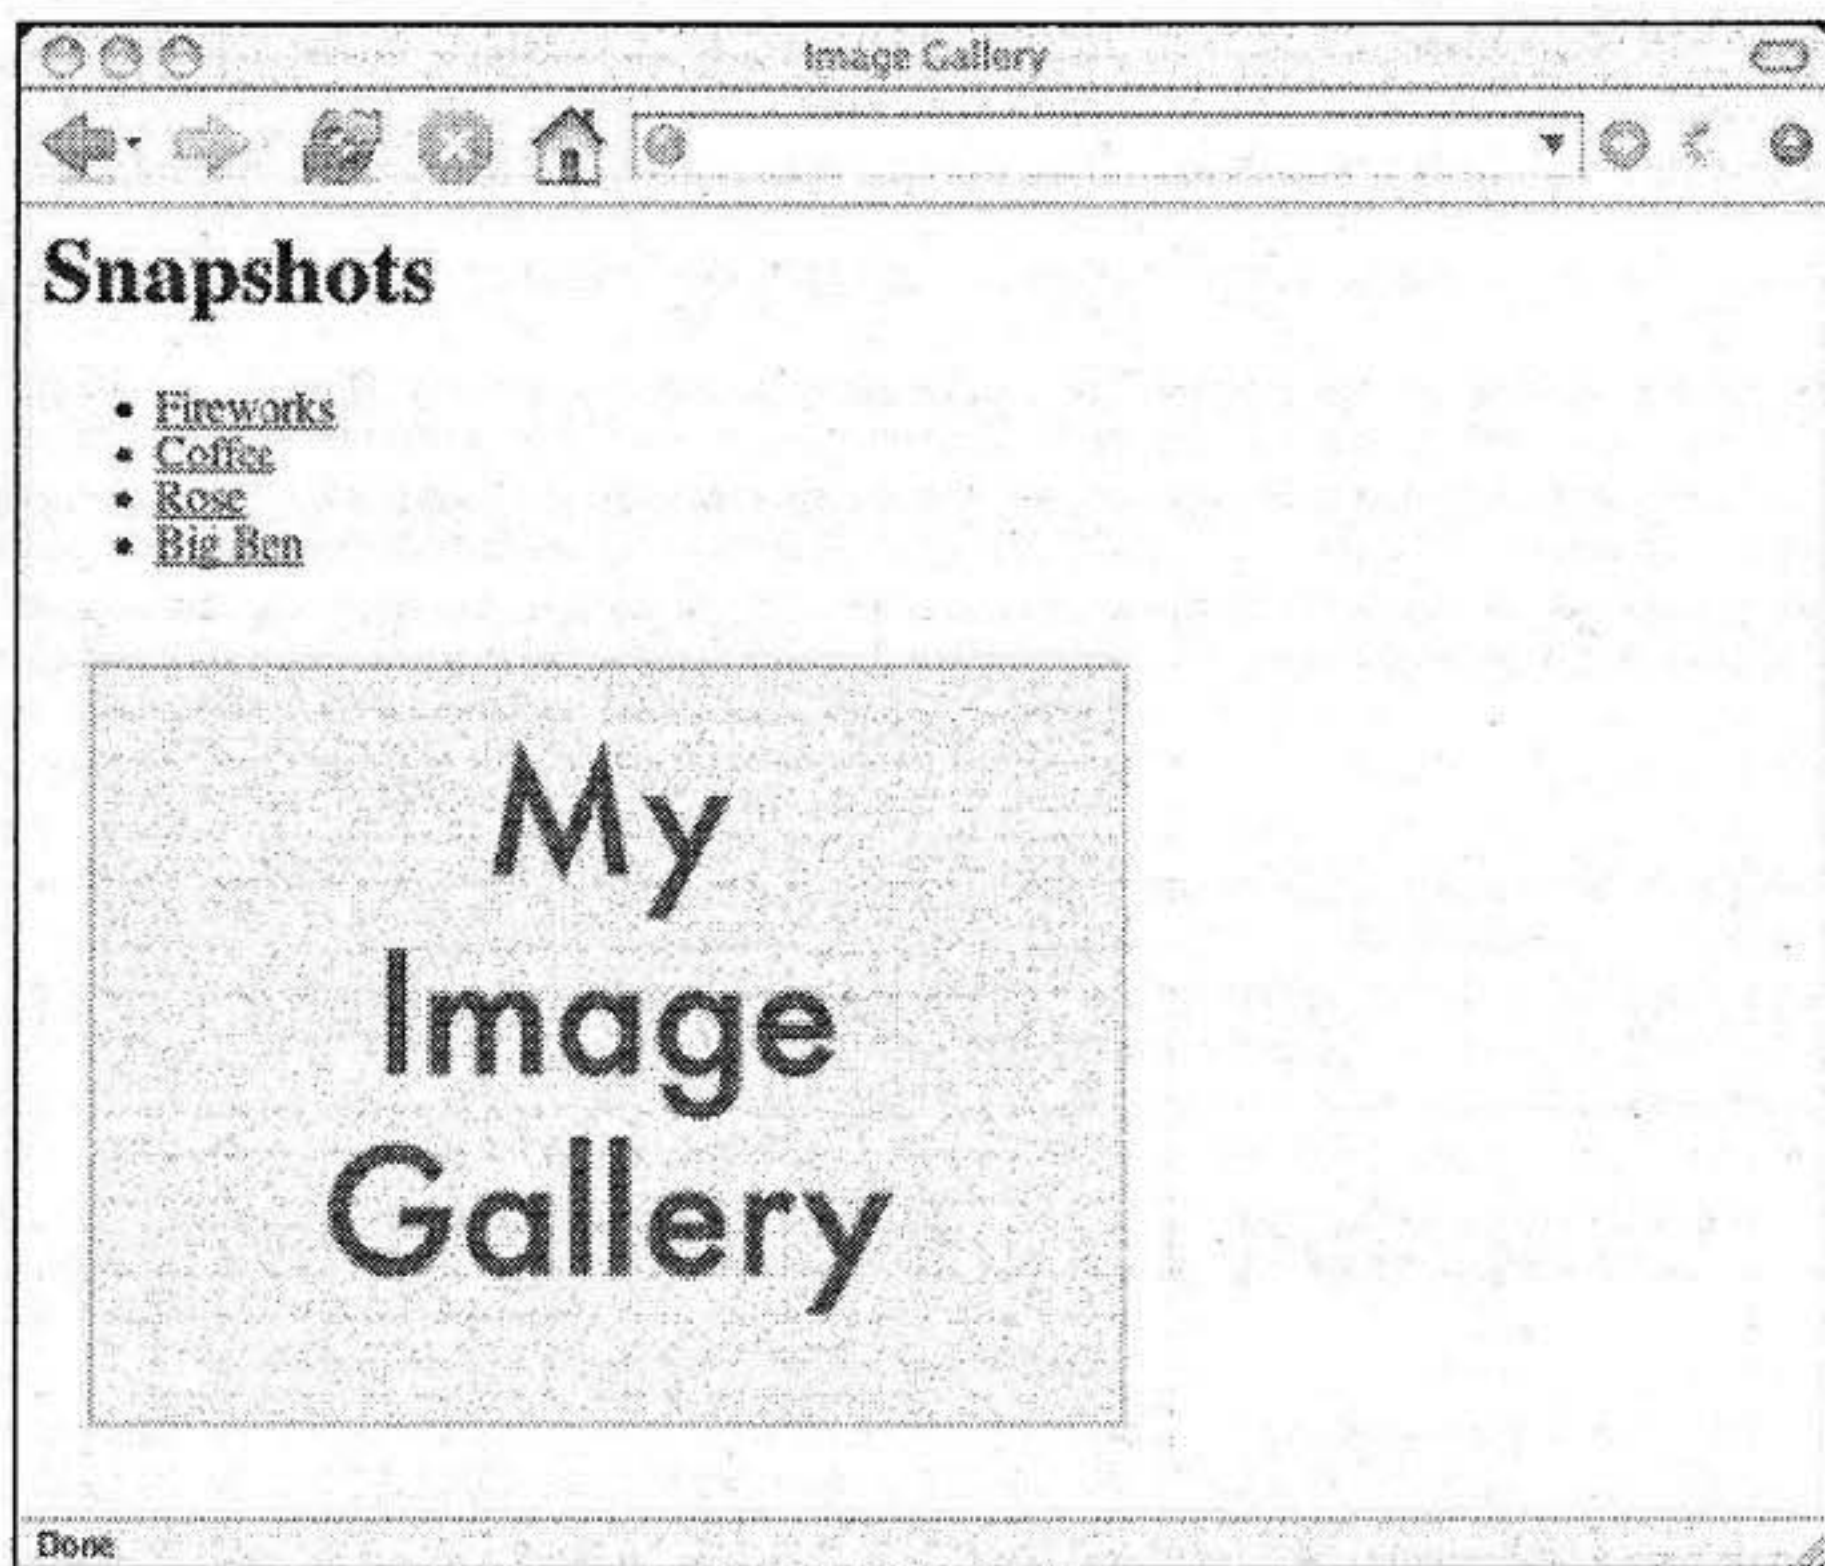 Image Gallery
Snapshots
Fireworks
Coffee
Rose
Big Ben
My
Image
Gallery
Done